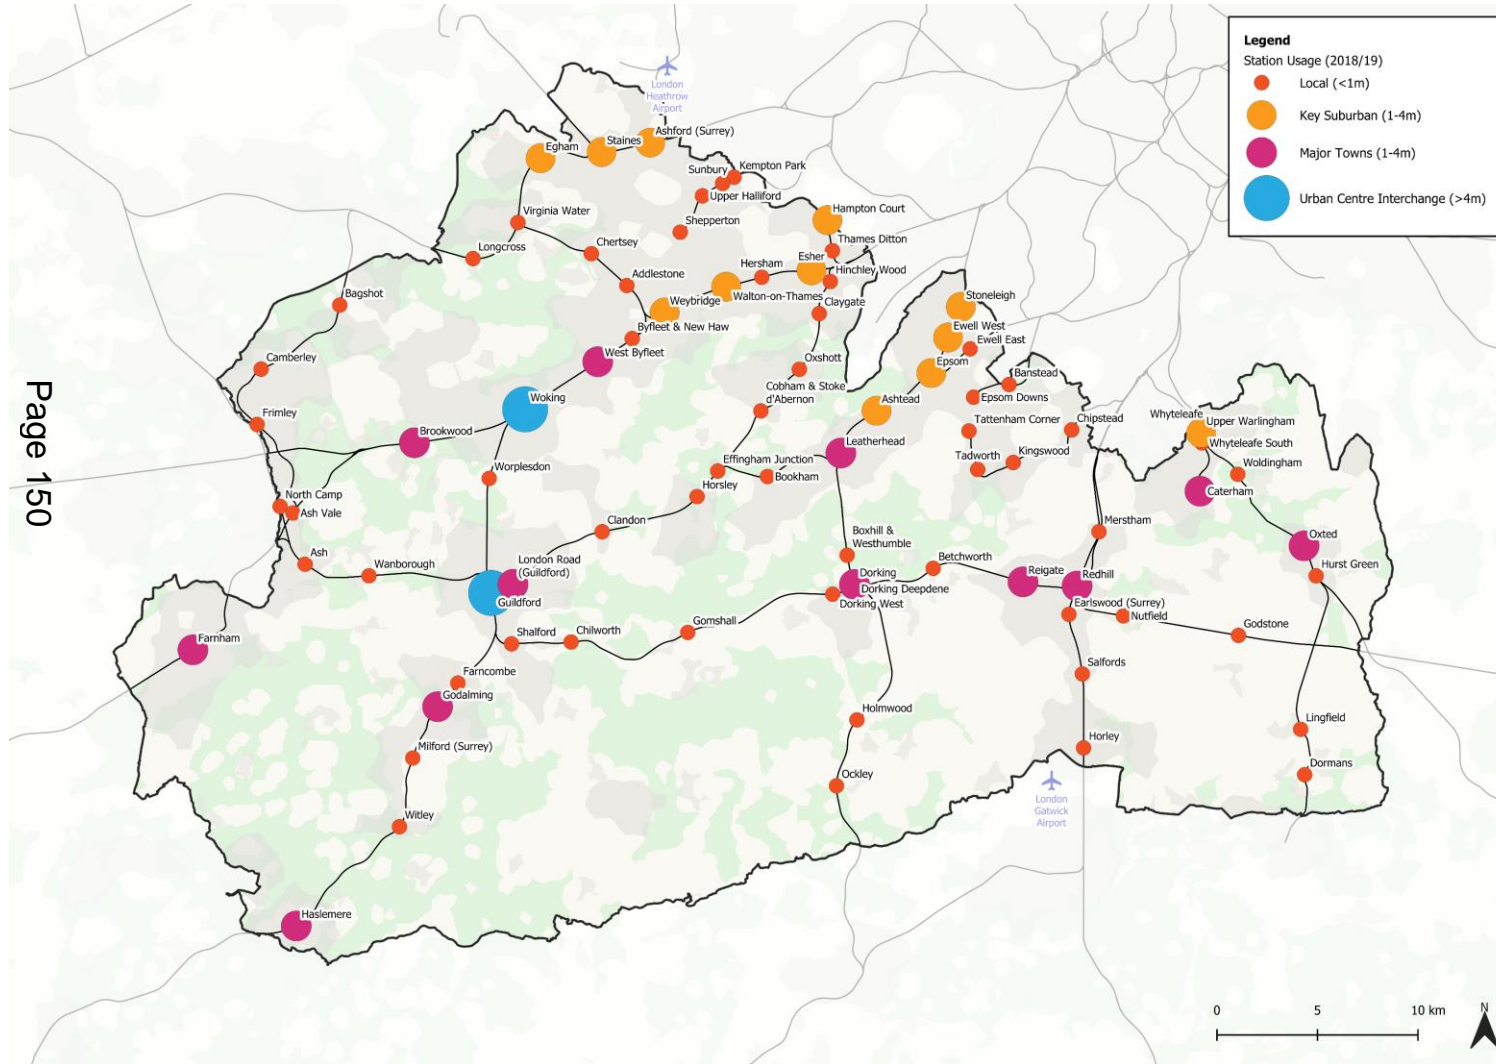 Legend
Station Usage (2018/19)
Local (<1m)
Key Suburban (1-4m)
Major Towns (1-4m)
Urban Centre Interchange (>4m)
London
Heathrow
Airport
Ashford (Surrey)
Staines
Egham
Kempton Park
Sunbury
Upper Halliford
Shepperton
Virginia Water
Longcross
Chertsey
Addlestone
Hampton Court
Thames Ditton
Esher
Hersham
Hinchley Wood
Walton-on-Thames
Weybridge
Claygate
Byfleet & New Haw
Bagshot
Stoneleigh
Ewell West
Ewell East
West Byfleet
Oxshott
Epsom
Camberley
Cobham & Stoke
d'Abernon
Banstead
Epsom Downs
Woking
Ashtead
Frimley
Brookwood
Leatherhead
Tattenham Corner
Chipstead
Whyteleafe
Upper Warlingham
Whyteleafe South
Tadworth
Kingswood
Woldingham
Caterham
Effingham Junction
Bookham
Worplesdon
Horsley
North Camp
Ash Vale
Clandon
Merstham
Boxhill &
Westhumble
Oxted
Hurst Green
Ash
Wanborough
London Road
(Guildford)
Guildford
Betchworth
Dorking
Dorking Deepdene
Dorking West
Reigate
Redhill
Earlswood (Surrey)
Nutfield
Godstone
Farnham
Shalford
Chilworth
Gomshall
Farncombe
Godalming
Salfords
Milford (Surrey)
Holmwood
Horley
Lingfield
Dormans
Ockley
London
Gatwick
Airport
Witley
Haslemere
0 5 10 km
N
Page 150